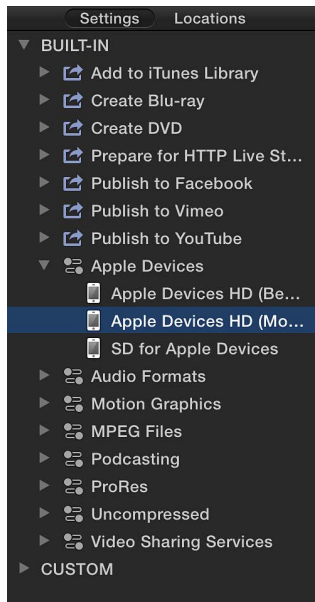 Settings Locations
BUILT-IN
Add to iTunes Library
Create Blu-ray
Create DVD
Prepare for HTTP Live St...
Publish to Facebook
Publish to Vimeo
Publish to YouTube
Apple Devices
Apple Devices HD (Be...
Apple Devices HD (Mo...
SD for Apple Devices
Audio Formats
Motion Graphics
MPEG Files
Podcasting
ProRes
Uncompressed
Video Sharing Services
CUSTOM